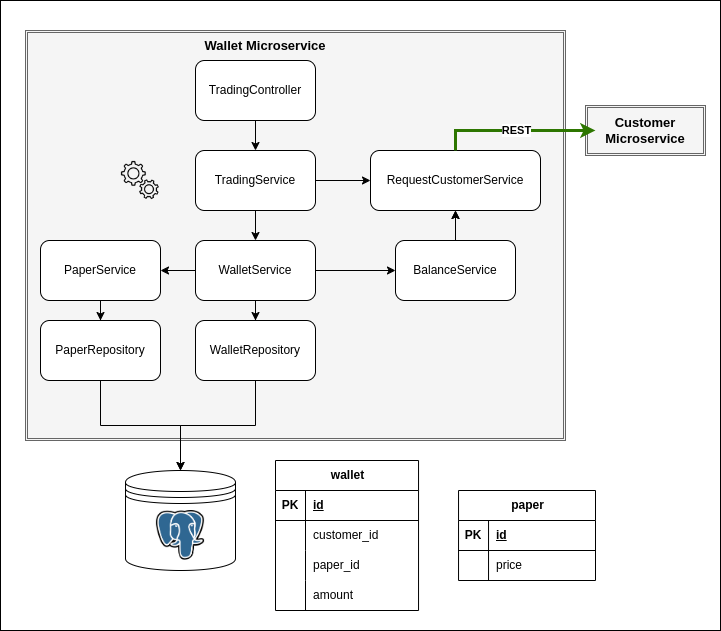 Wallet Microservice
TradingController
REST
Customer
Microservice
TradingService
RequestCustomerService
PaperService
WalletService
BalanceService
PaperRepository
WalletRepository
wallet
PK
id
customer_id
paper_id
amount
paper
PK
id
price